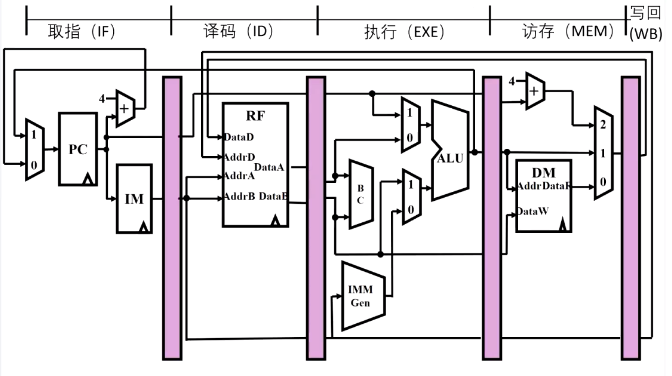 取指（IF）
译码（ID）
执行（EXE）
访存（MEM）
写回
(WB)
4
+
1
PC
0
IM
RF
DataD
AddrD
DataA
AddrA
AddrB DataB
1
0
B
C
1
0
ALU
IMM
Gen
4
+
2
1
0
DM
AddrDataR
DataW